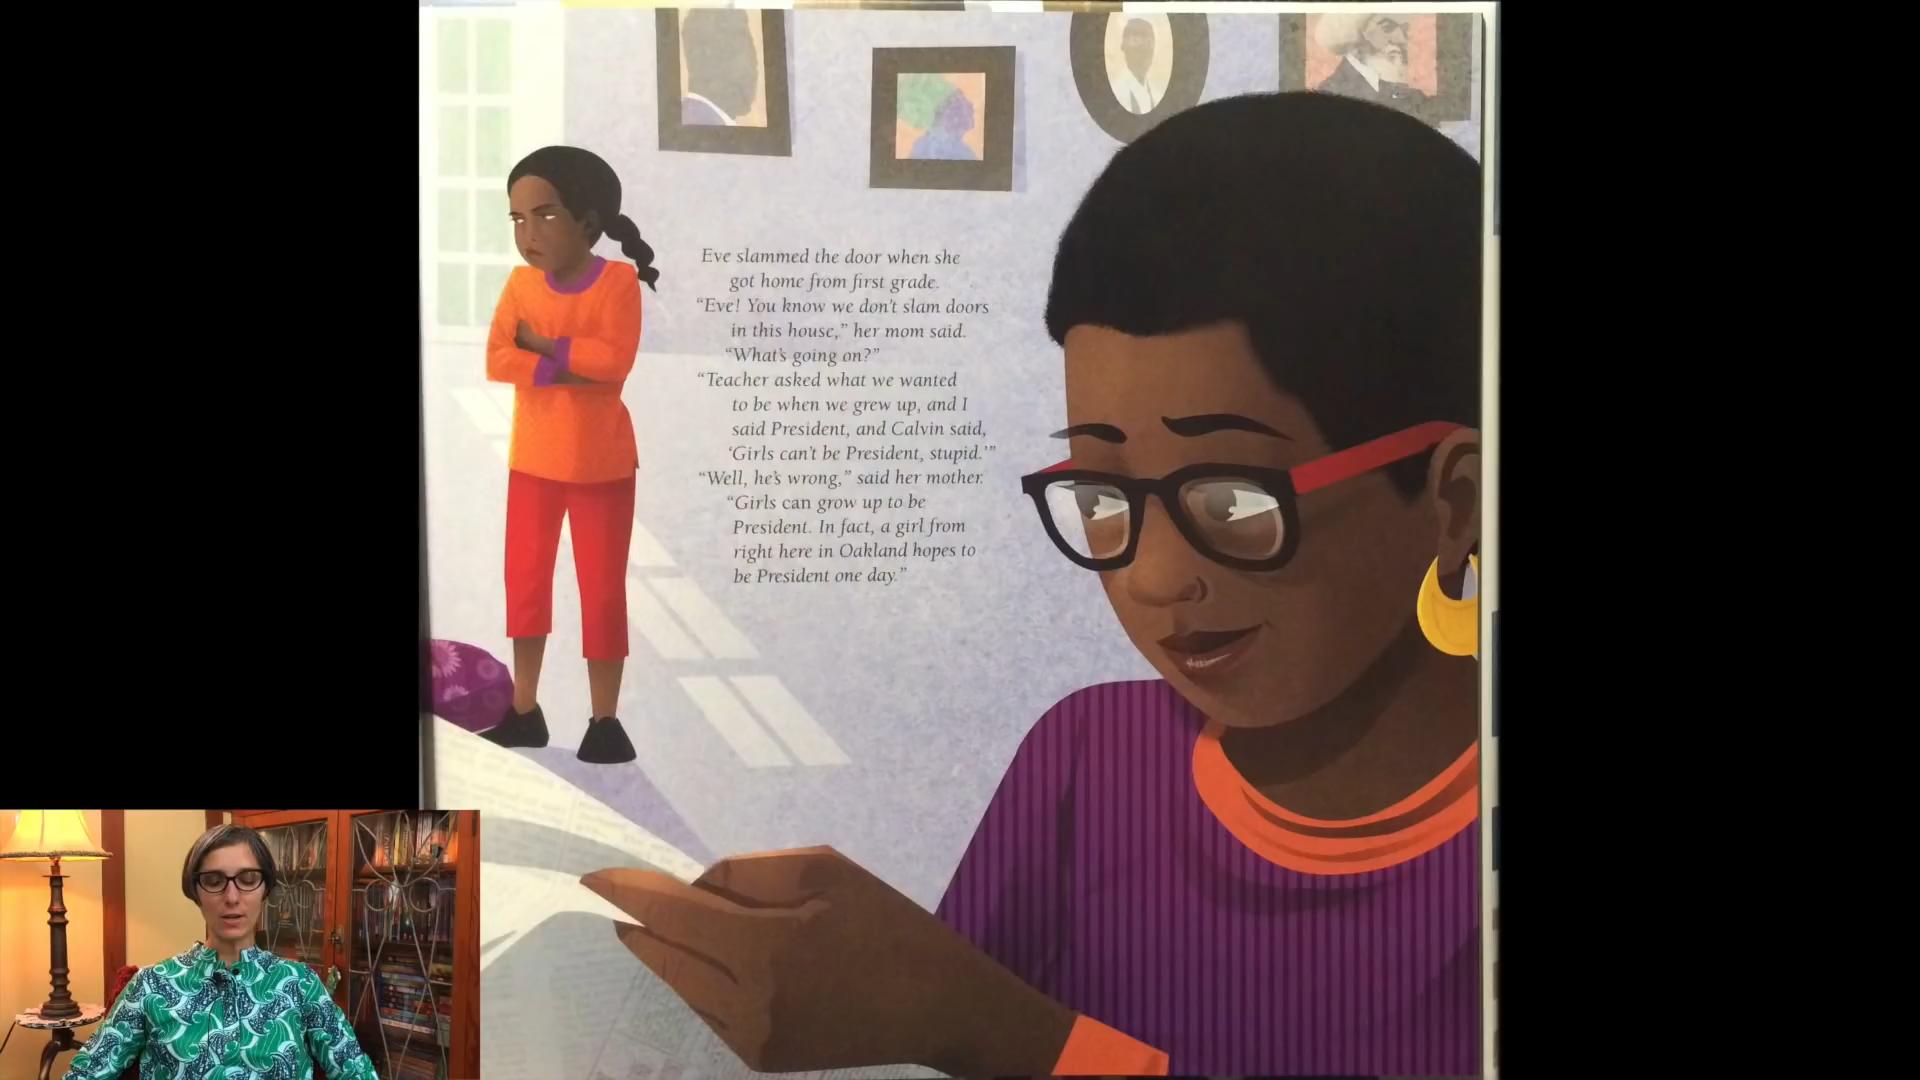 Eve slammed the door when she
got home from first grade.
“Eve! You know we don't slam doors
in this house,” her mom said.
“What's going on?”
“Teacher asked what we wanted
to be when we grew up, and I
said President, and Calvin said,
‘Girls can't be President, stupid.’”
“Well, he's wrong,” said her mother.
“Girls can grow up to be
President. In fact, a girl from
right here in Oakland hopes to
be President one day.”